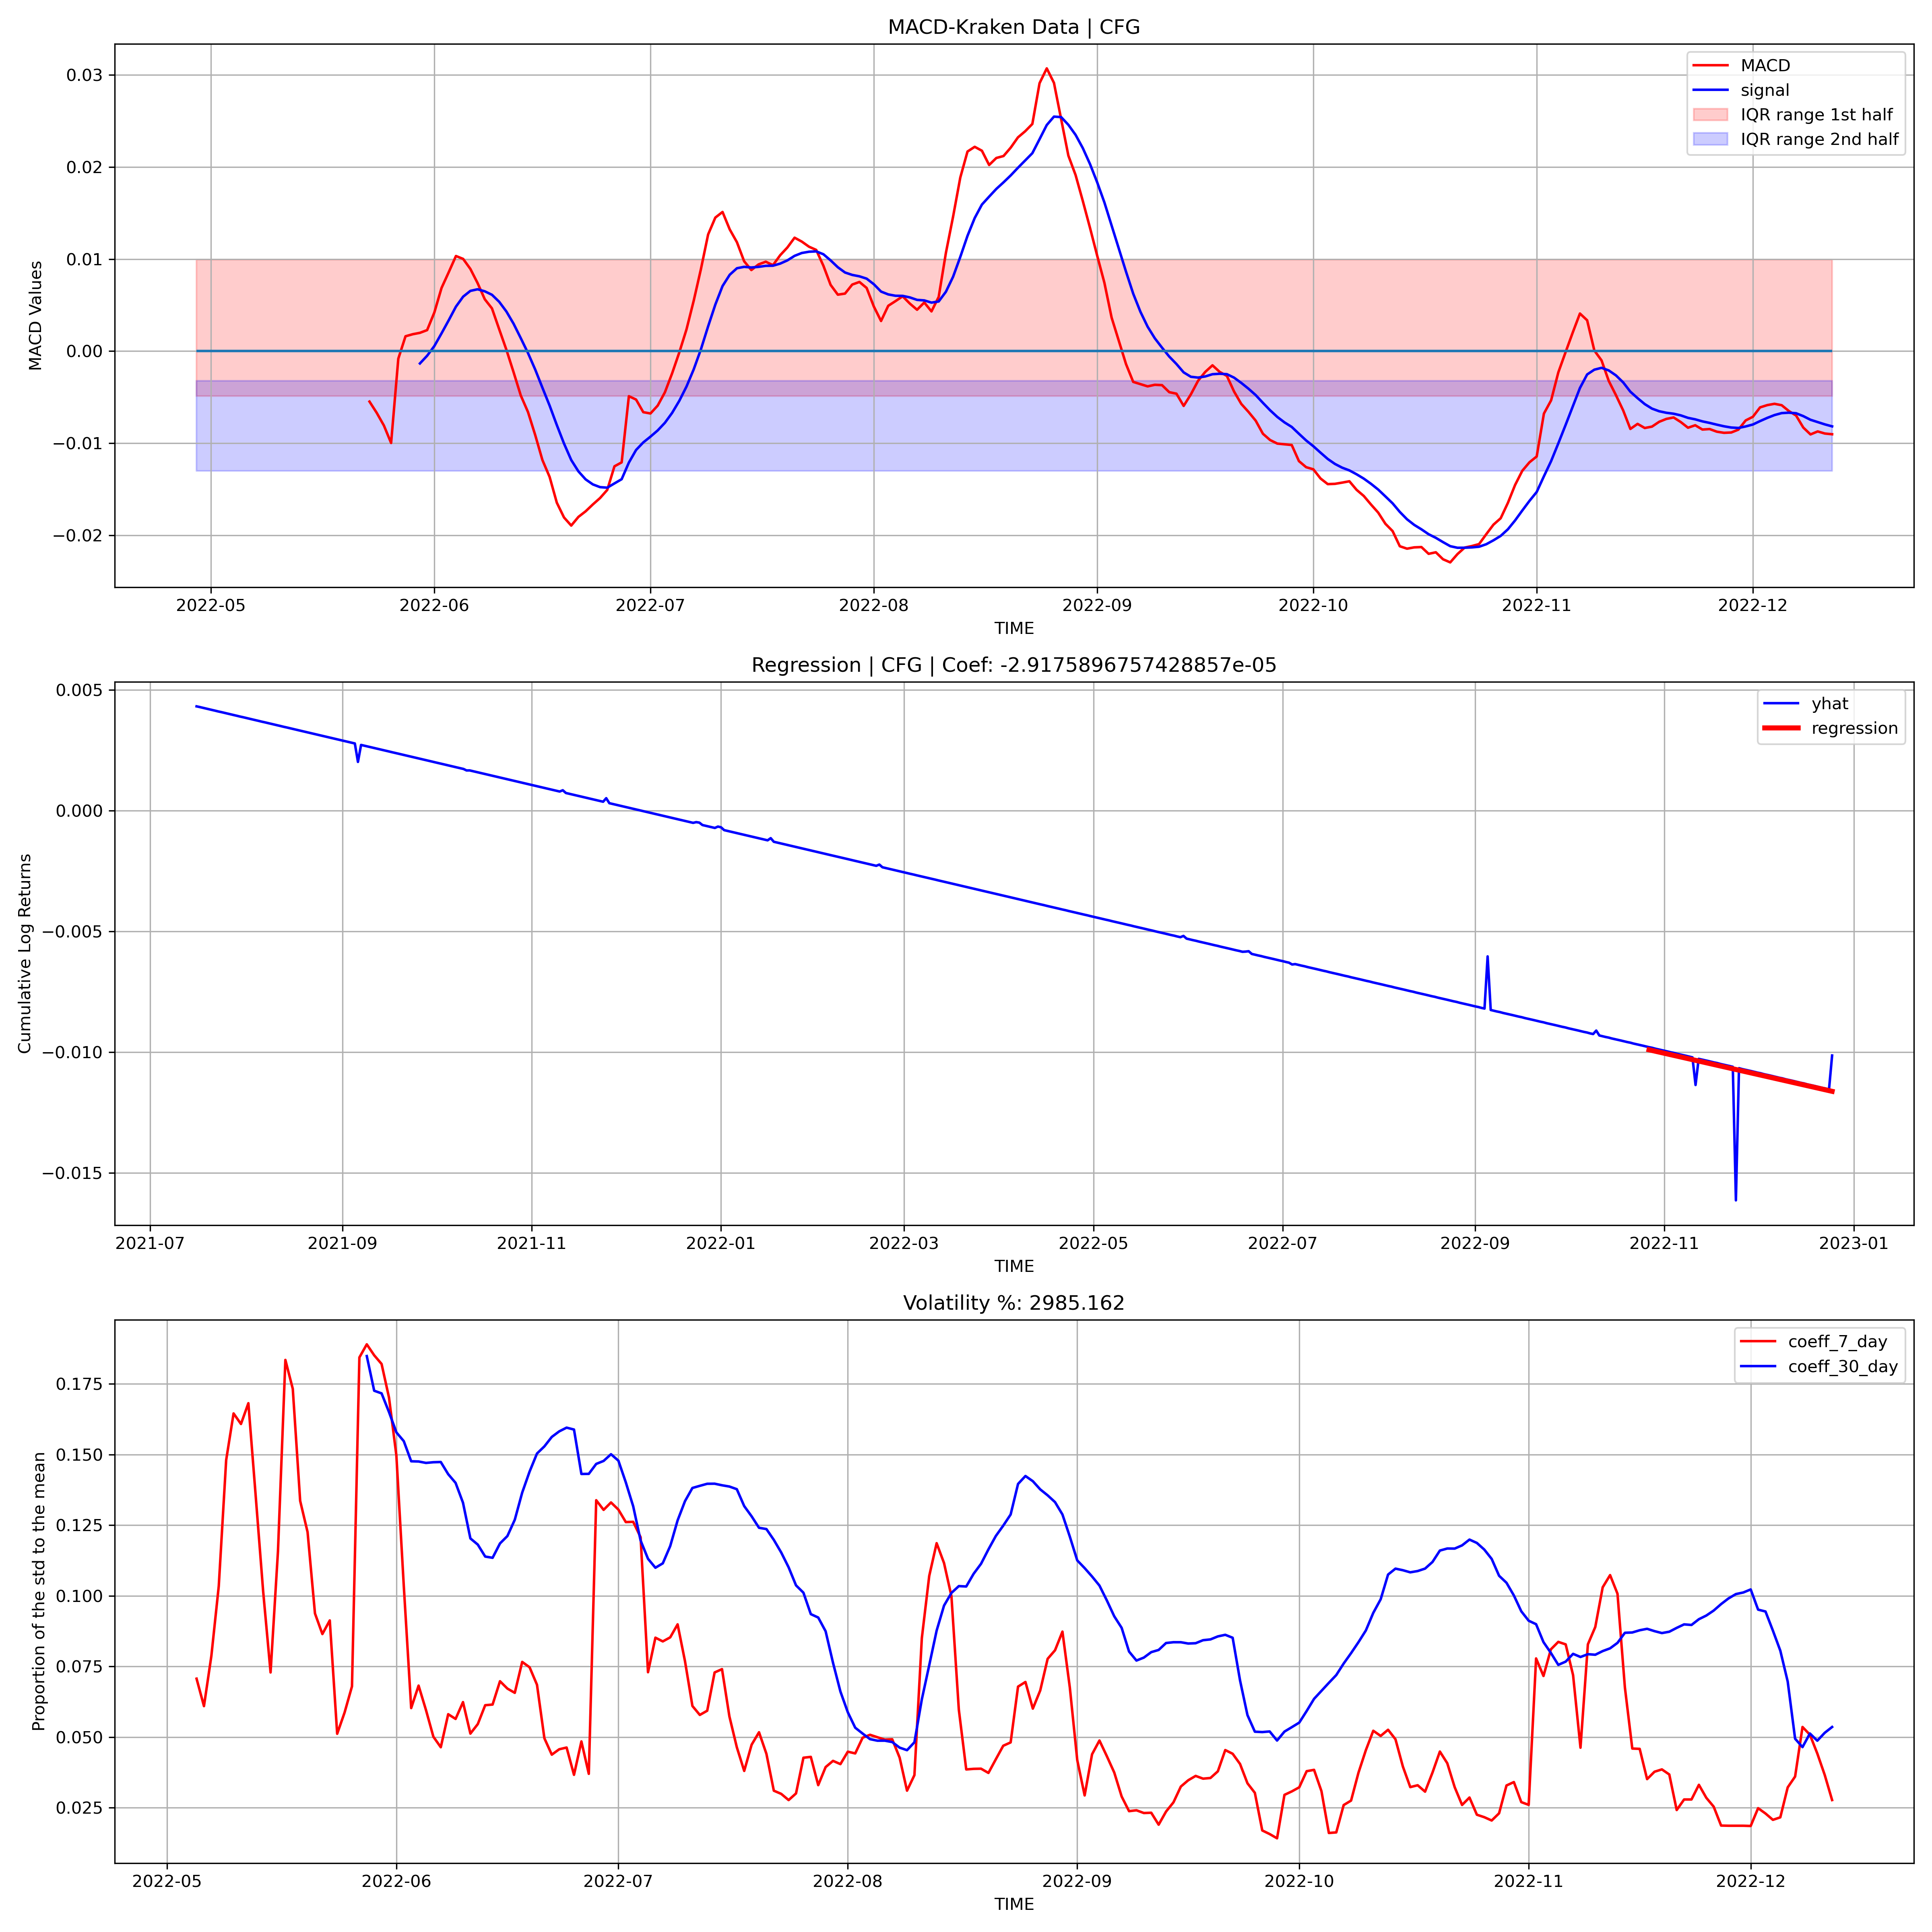 MACD-Kraken Data | CFG
MACD Values
0.03
0.02
0.01
0.00
−0.01
−0.02
MACD
signal
IQR range 1st half
IQR range 2nd half
2022-05 2022-06 2022-07 2022-08 2022-09 2022-10 2022-11 2022-12
TIME
Regression | CFG | Coef: -2.9175896757428857e-05
Cumulative Log Returns
0.005
0.000
−0.005
−0.010
−0.015
yhat
regression
2021-07 2021-09 2021-11 2022-01 2022-03 2022-05 2022-07 2022-09 2022-11 2023-01
TIME
Volatility %: 2985.162
Proportion of the std to the mean
0.175
0.150
0.125
0.100
0.075
0.050
0.025
coeff_7_day
coeff_30_day
2022-05 2022-06 2022-07 2022-08 2022-09 2022-10 2022-11 2022-12
TIME